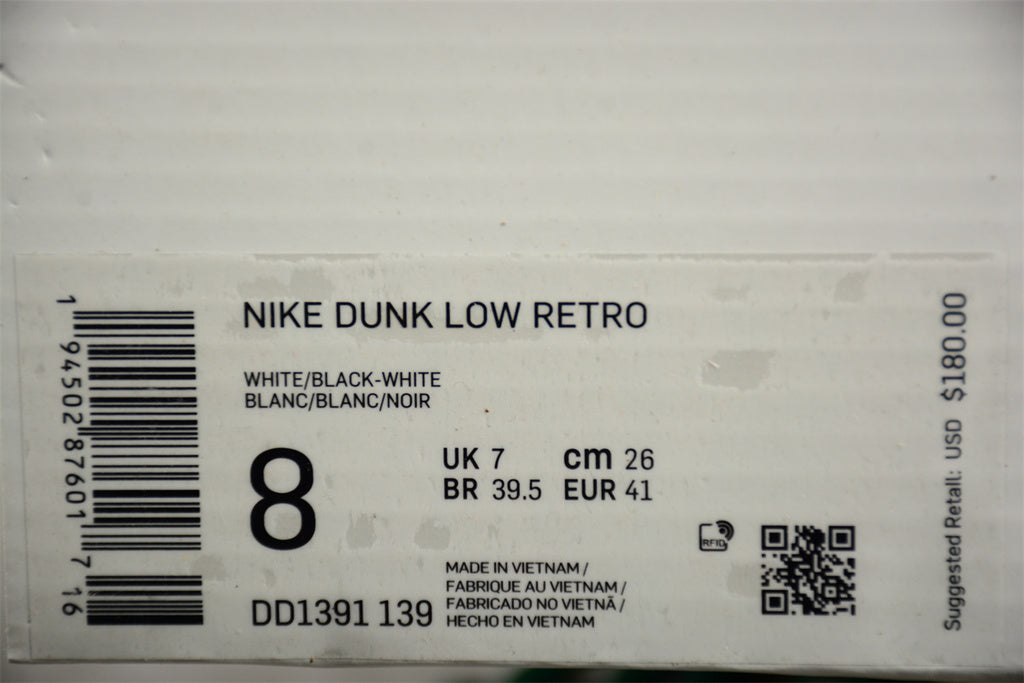 NIKE DUNK LOW RETRO
WHITE/BLACK-WHITE
BLANC/BLANC/NOIR
8
UK 7 cm 26
BR 39.5 EUR 41
DD1391 139
MADE IN VIETNAM /
FABRIQUE AU VIETNAM /
FABRICADO NO VIETNÃ /
HECHO EN VIETNAM
RFID
1 94502 87601 7 16
Suggested Retail: USD $180.00